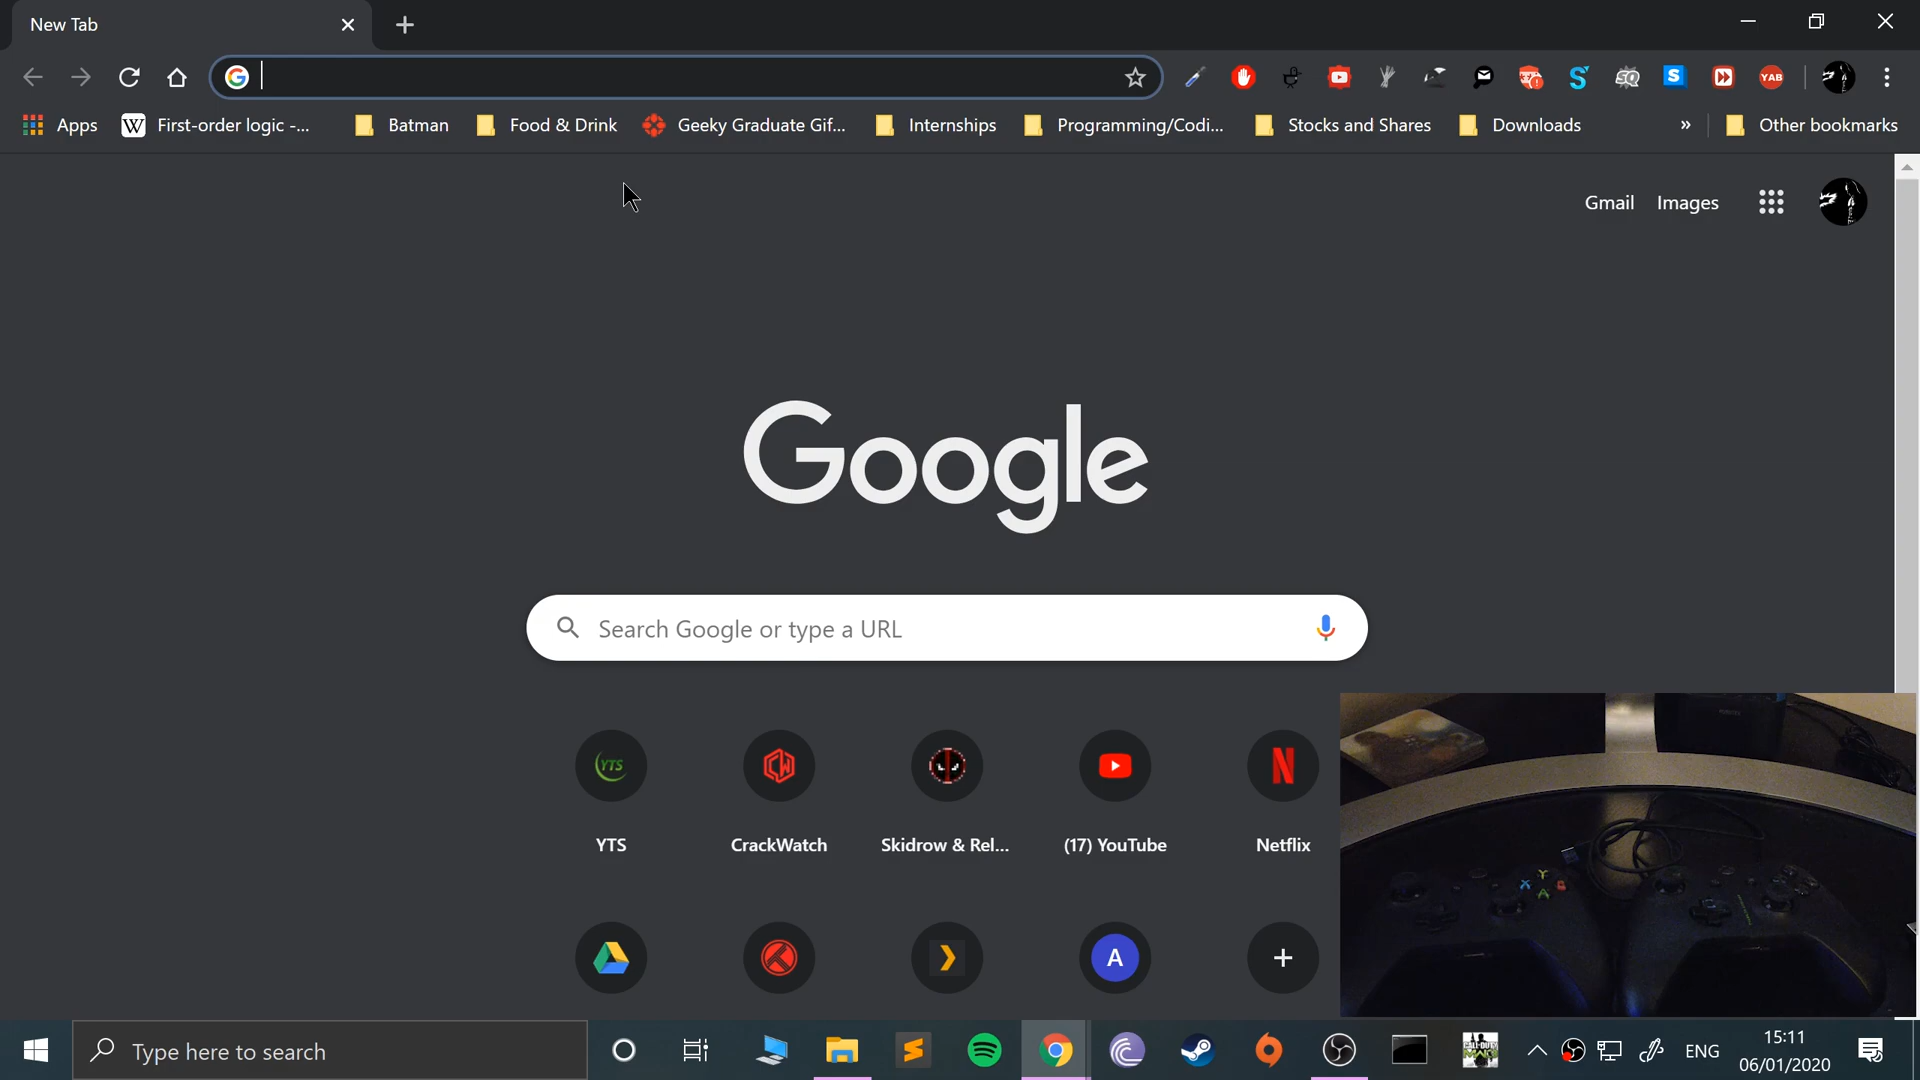 New Tab
Apps
First-order logic -...
Batman
Food & Drink
Geeky Graduate Gif...
Internships
Programming/Codi...
Stocks and Shares
Downloads
»
Other bookmarks
YAB
Gmail
Images
Google
Search Google or type a URL
YTS
YTS
CrackWatch
Skidrow & Rel...
(17) YouTube
Netflix
A
Type here to search
ENG
15:11
06/01/2020